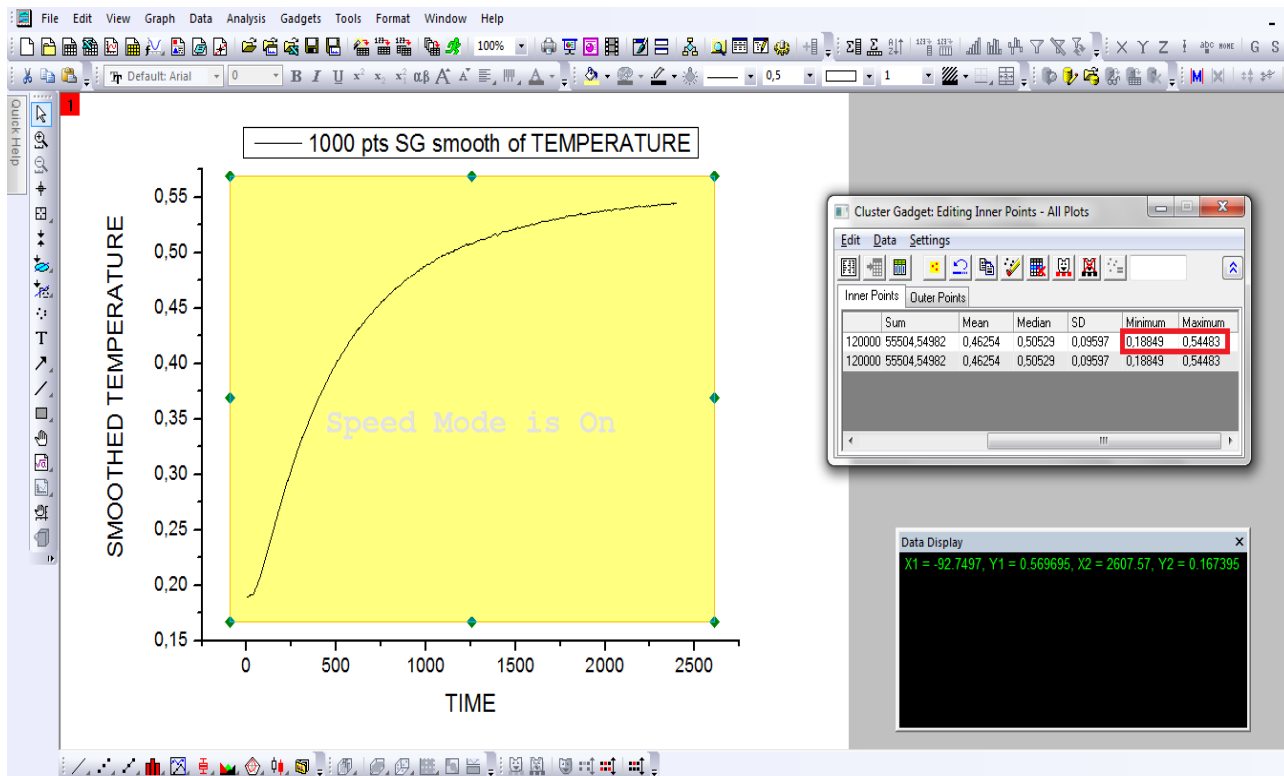 File Edit View Graph Data Analysis Gadgets Tools Format Window Help
100%
X Y Z
G S
Default: Arial 0 B I U x² αβ A A 0,5 1
Quick Help
1
1000 pts SG smooth of TEMPERATURE
0,55
0,50
0,45
0,40
0,35
0,30
0,25
0,20
0,15
SMOOTHED TEMPERATURE
Speed Mode is On
0 500 1000 1500 2000 2500
TIME
Cluster Gadget: Editing Inner Points - All Plots
Edit Data Settings
Inner Points Outer Points
Sum Mean Median SD Minimum Maximum
120000 55504,54982 0,46254 0,50529 0,09597 0,18849 0,54483
120000 55504,54982 0,46254 0,50529 0,09597 0,18849 0,54483
Data Display x
X1 = -92.7497, Y1 = 0.569695, X2 = 2607.57, Y2 = 0.167395
T